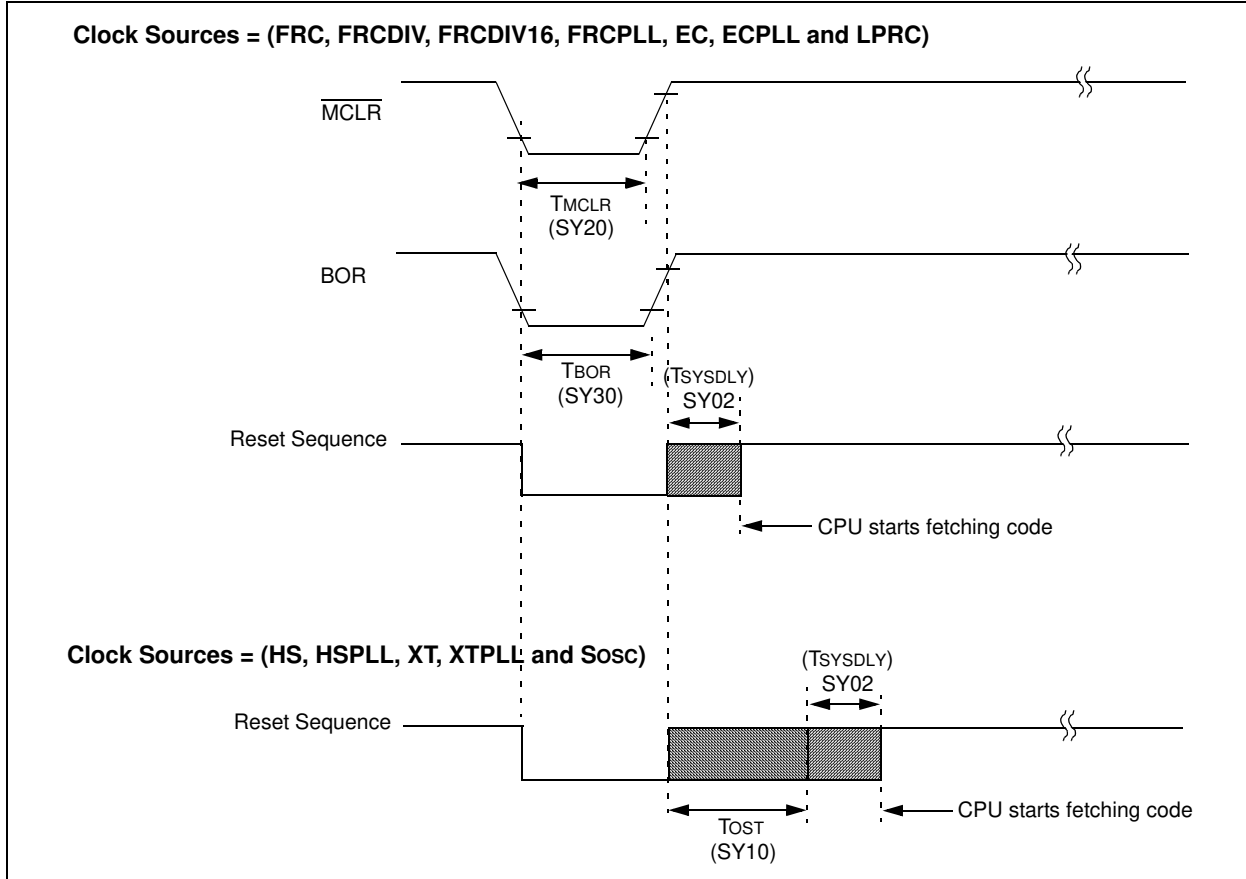 Clock Sources = (FRC, FRCDIV, FRCDIV16, FRCPLL, EC, ECPLL and LPRC)
MCLR
TMCLR
(SY20)
BOR
TBOR
(SY30)
(TSYSDLY)
SY02
Reset Sequence
CPU starts fetching code
Clock Sources = (HS, HSPLL, XT, XTPLL and SOSC)
(TSYSDLY)
SY02
Reset Sequence
CPU starts fetching code
TOST
(SY10)